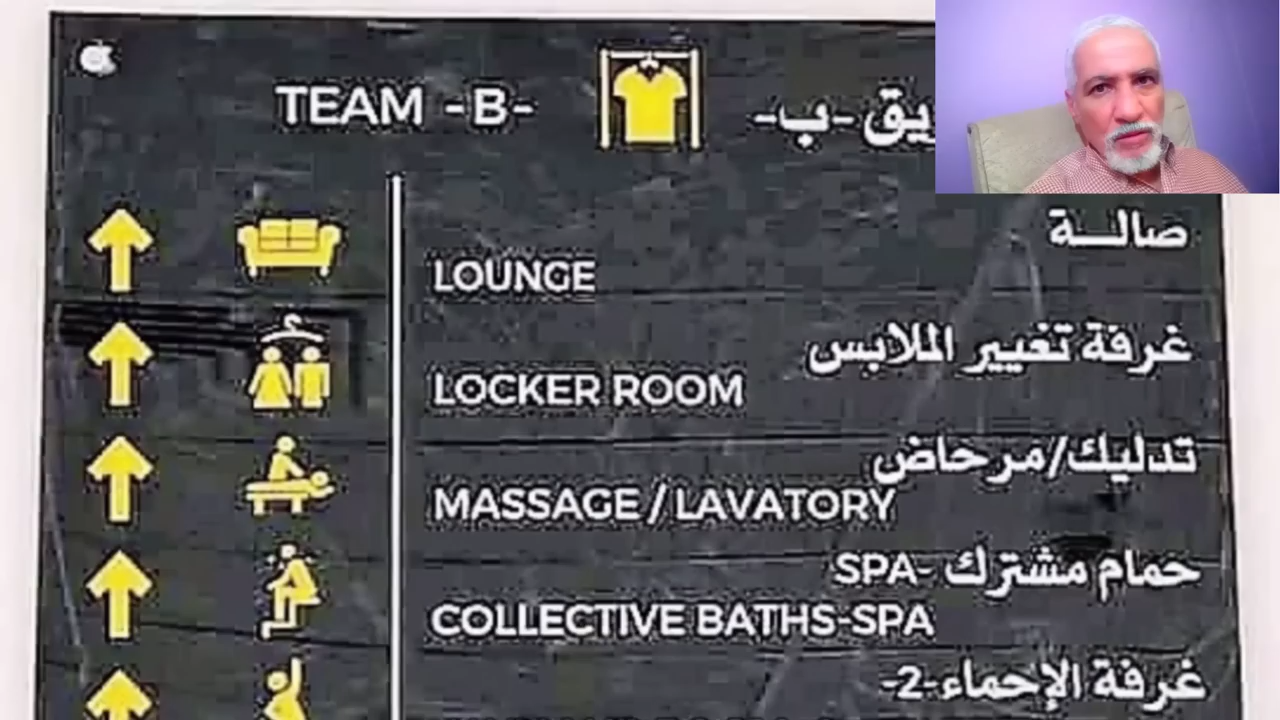 TEAM -B-
-ب-
صالــة
LOUNGE
غرفة تغيير الملابس
LOCKER ROOM
تدليك/مرحاض
MASSAGE / LAVATORY
حمام مشترك -SPA
COLLECTIVE BATHS-SPA
غرفة الإحماء-2-